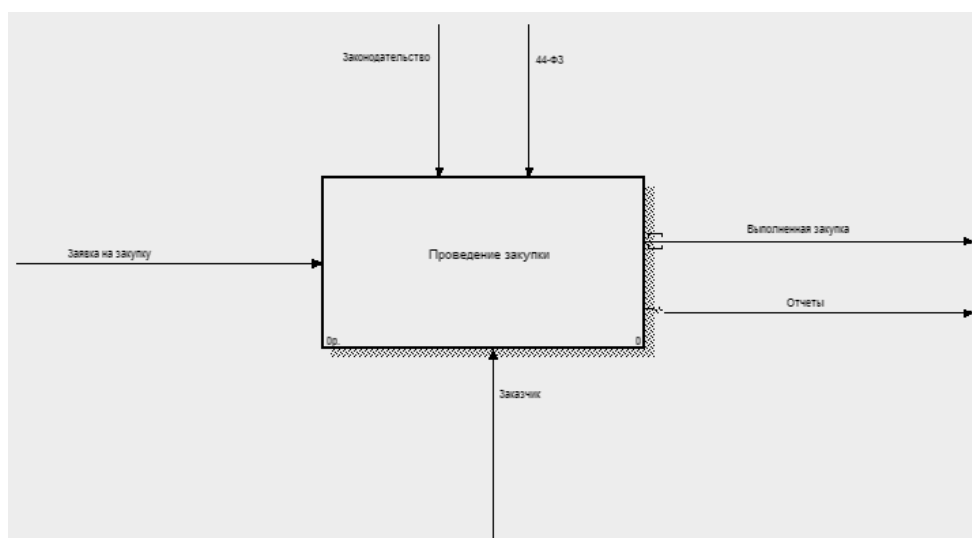 Законодательство
44-ФЗ
Выполненная закупка
Заявка на закупку
Проведение закупки
Отчеты
0р.
0
Заказчик